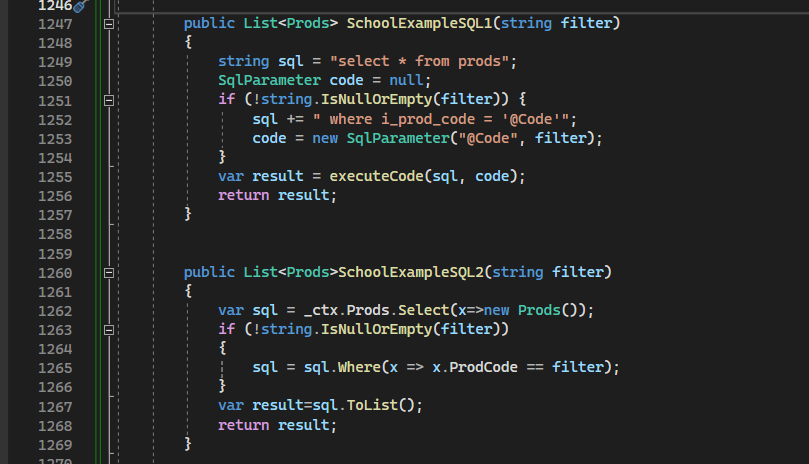 1246
1247 public List<Prods> SchoolExampleSQL1(string filter)
1248 {
1249 string sql = "select * from prods";
1250 SqlParameter code = null;
1251 if (!string.IsNullOrEmpty(filter)) {
1252 sql += " where i_prod_code = '@Code'";
1253 code = new SqlParameter("@Code", filter);
1254 }
1255 var result = executeCode(sql, code);
1256 return result;
1257 }
1258
1259
1260 public List<Prods>SchoolExampleSQL2(string filter)
1261 {
1262 var sql = _ctx.Prods.Select(x=>new Prods());
1263 if (!string.IsNullOrEmpty(filter))
1264 {
1265 sql = sql.Where(x => x.ProdCode == filter);
1266 }
1267 var result=sql.ToList();
1268 return result;
1269 }
1270